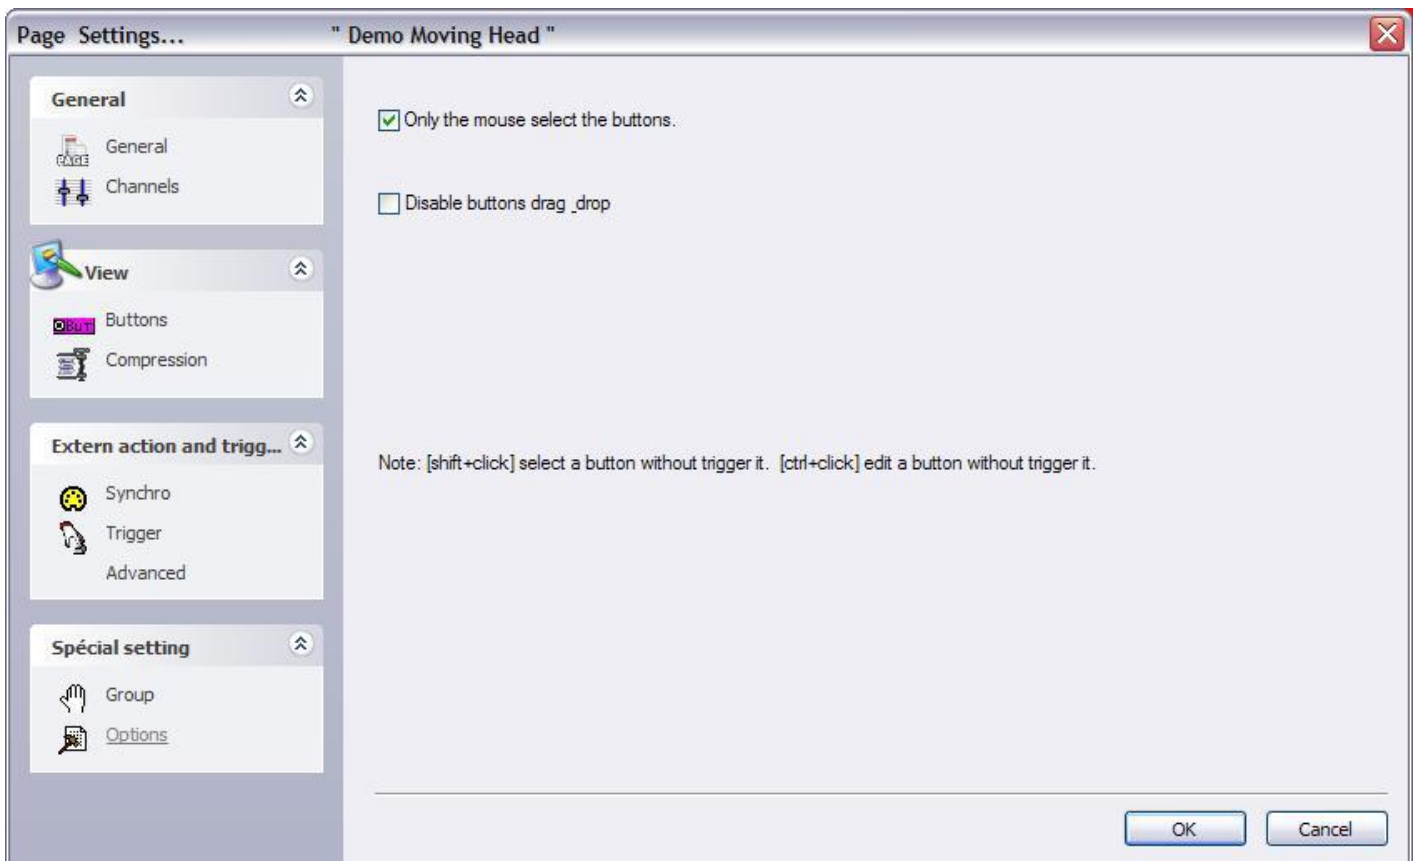 Page Settings... " Demo Moving Head "
General
General
Channels
View
Buttons
Compression
Extern action and trigg...
Synchro
Trigger
Advanced
Spécial setting
Group
Options
Only the mouse select the buttons.
Disable buttons drag _drop
Note: [shift+click] select a button without trigger it. [ctrl+click] edit a button without trigger it.
OK Cancel